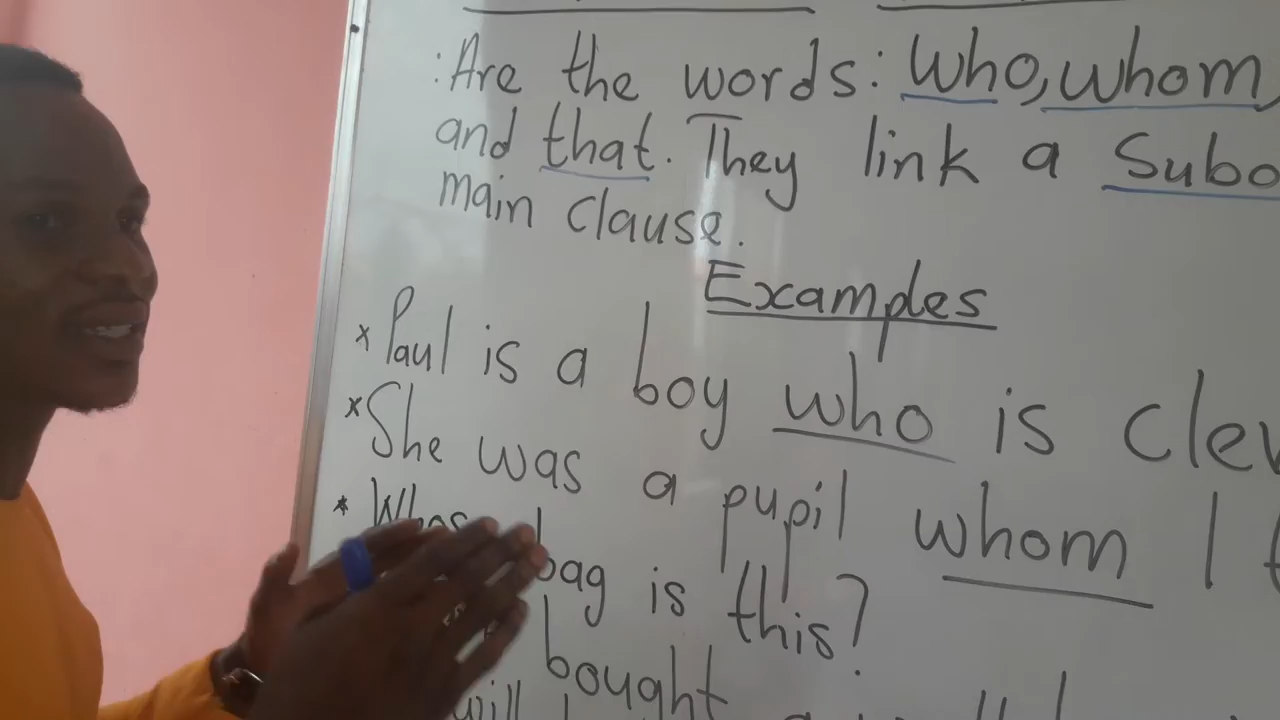 : Are the words: Who, whom,
and that. They link a Subo
main clause.
Examples
* Paul is a boy who is clev
* She was a pupil whom I
* bag is this?
bought
will